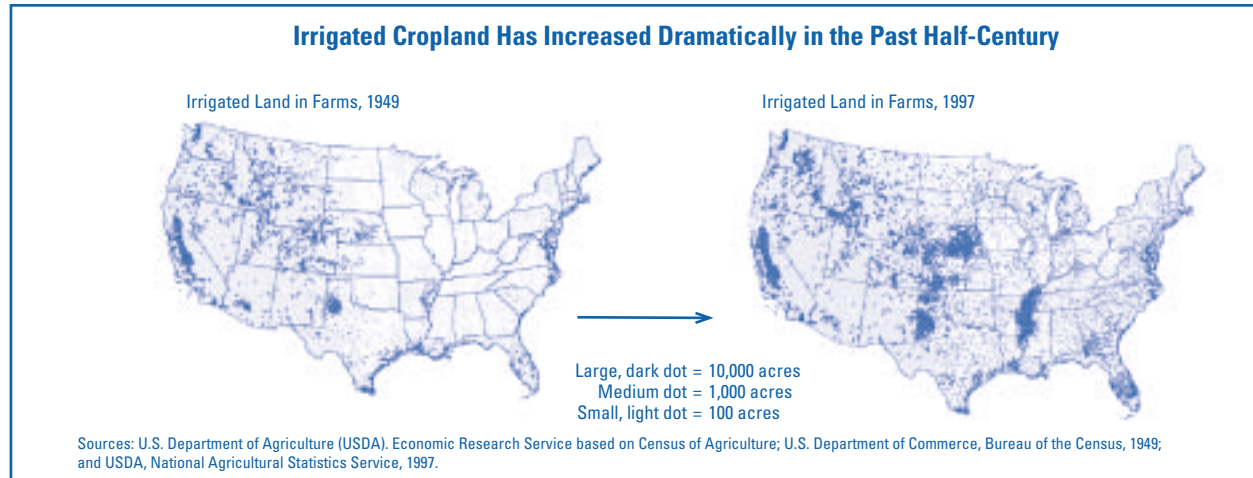 Irrigated Cropland Has Increased Dramatically in the Past Half-Century
Irrigated Land in Farms, 1949
Irrigated Land in Farms, 1997
Large, dark dot = 10,000 acres
Medium dot = 1,000 acres
Small, light dot = 100 acres
Sources: U.S. Department of Agriculture (USDA). Economic Research Service based on Census of Agriculture; U.S. Department of Commerce, Bureau of the Census, 1949;
and USDA, National Agricultural Statistics Service, 1997.